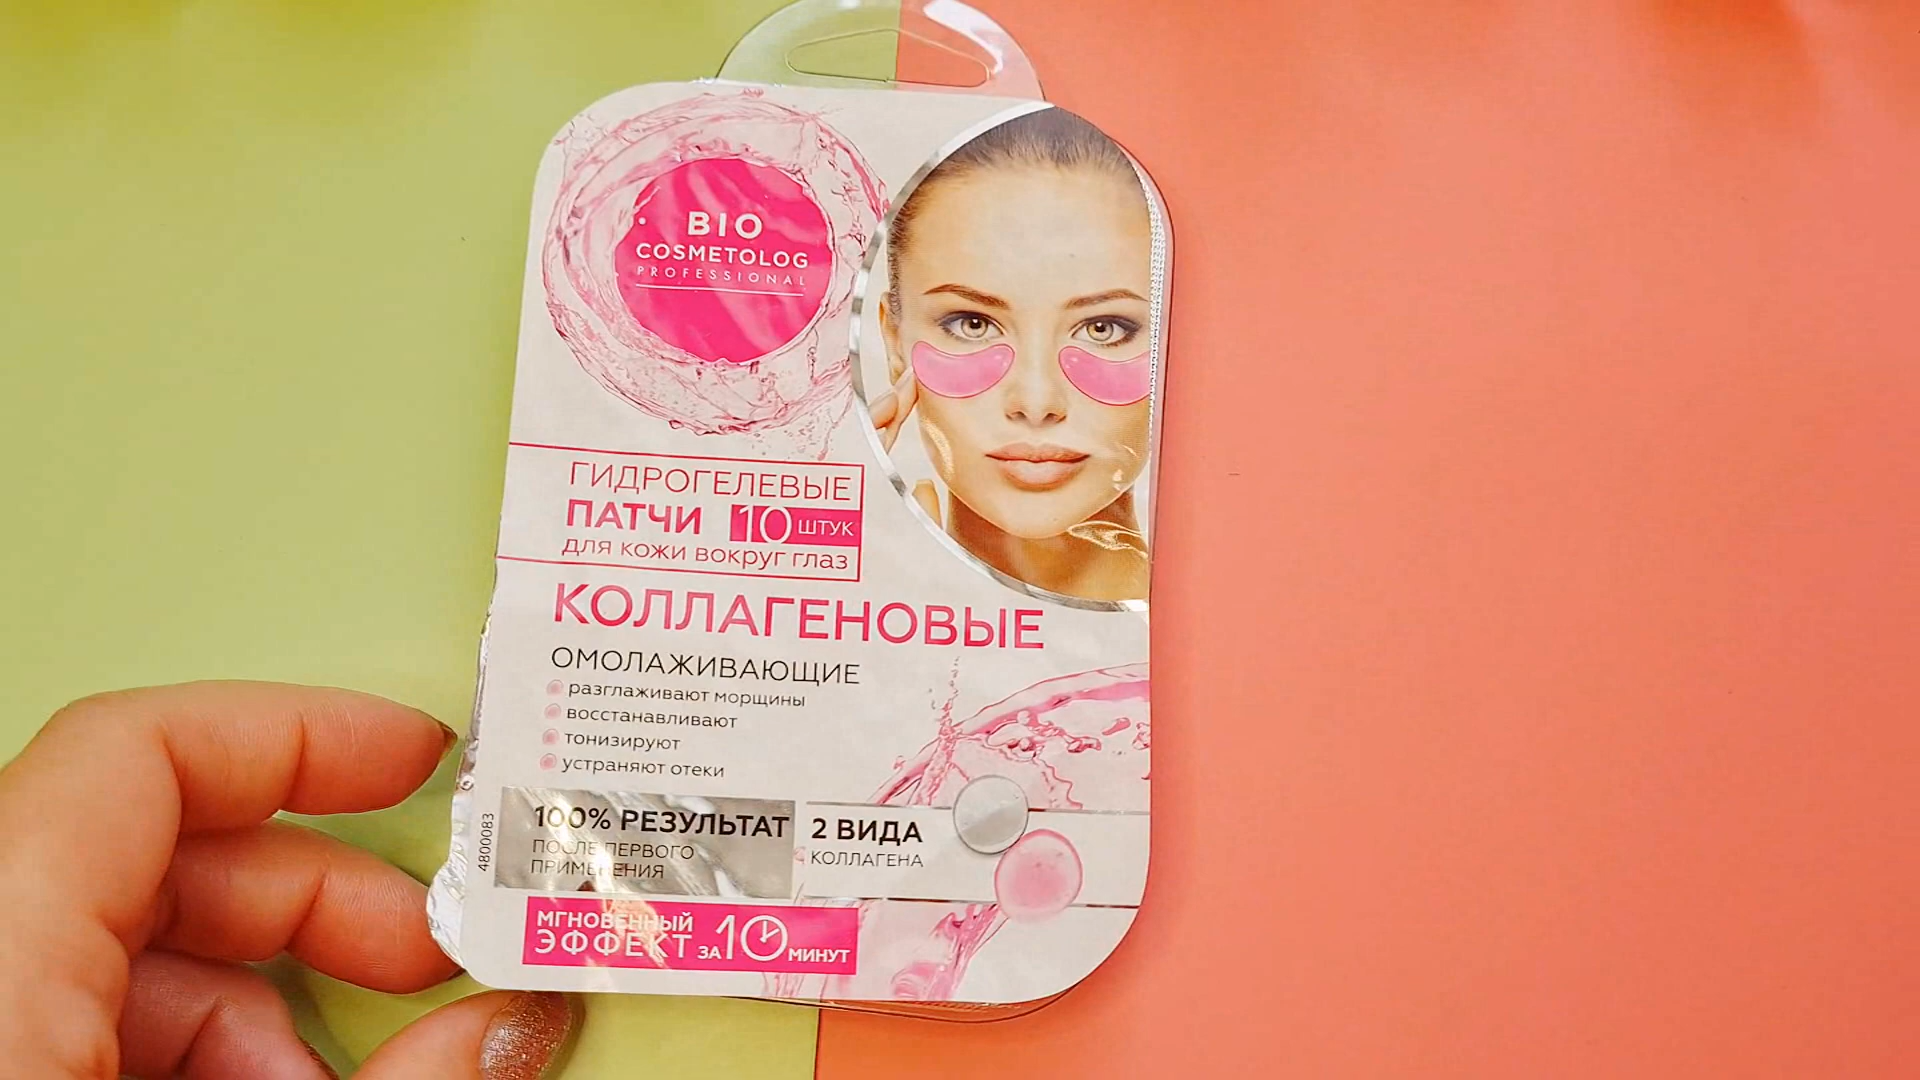 BIO
COSMETOLOG
PROFESSIONAL
ГИДРОГЕЛЕВЫЕ
ПАТЧИ 10 ШТУК
для кожи вокруг глаз
КОЛЛАГЕНОВЫЕ
ОМОЛАЖИВАЮЩИЕ
разглаживают морщины
восстанавливают
тонизируют
устраняют отеки
100% РЕЗУЛЬТАТ
ПОСЛЕ ПЕРВОГО
ПРИМЕНЕНИЯ
2 ВИДА
КОЛЛАГЕНА
4800083
МГНОВЕННЫЙ
ЭФФЕКТ ЗА 10 МИНУТ